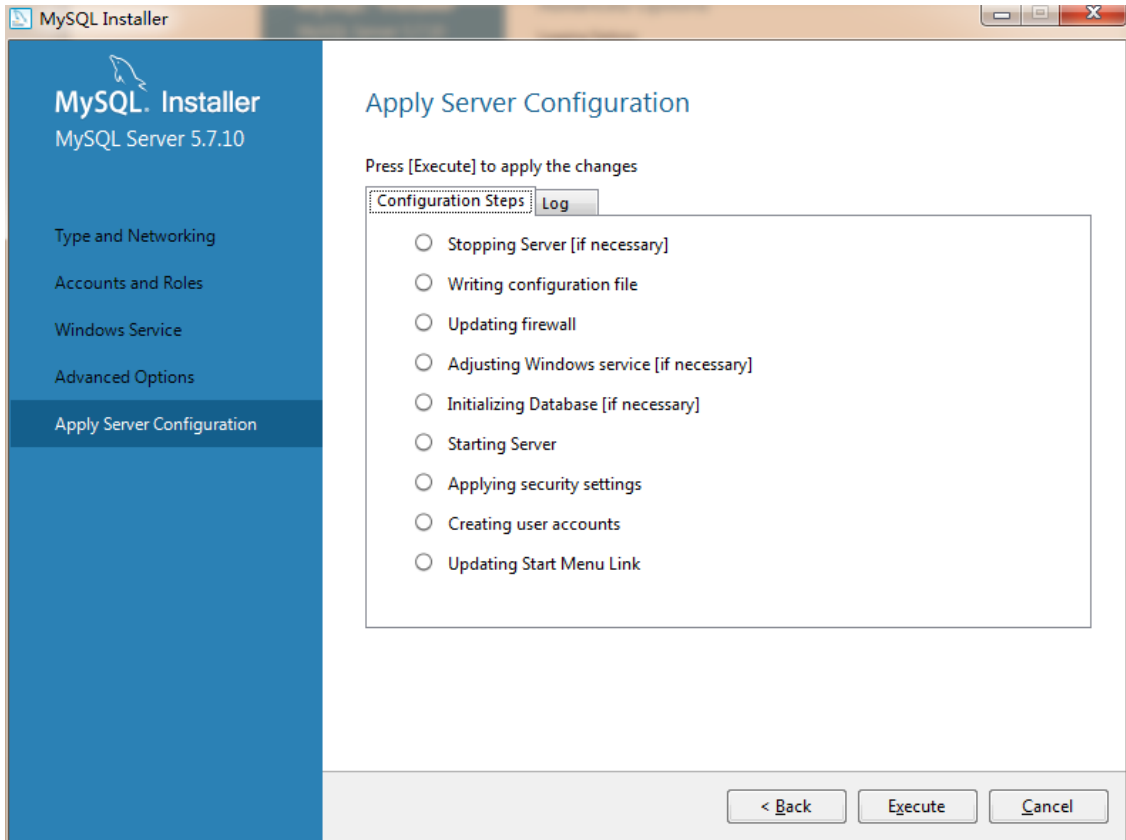 MySQL Installer
MySQL. Installer
MySQL Server 5.7.10
Type and Networking
Accounts and Roles
Windows Service
Advanced Options
Apply Server Configuration
Apply Server Configuration
Press [Execute] to apply the changes
Configuration Steps Log
Stopping Server [if necessary]
Writing configuration file
Updating firewall
Adjusting Windows service [if necessary]
Initializing Database [if necessary]
Starting Server
Applying security settings
Creating user accounts
Updating Start Menu Link
< Back Execute Cancel